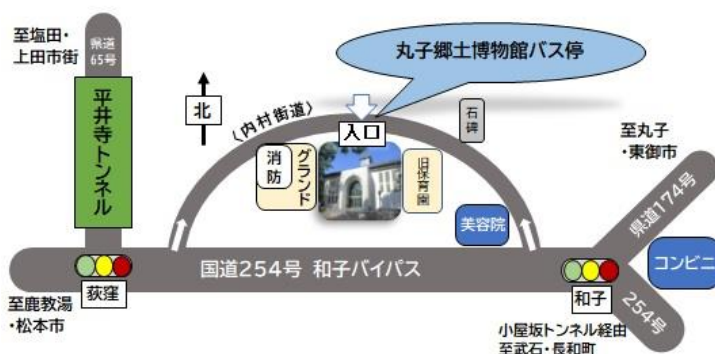 至塩田・
上田市街
県道
65号
平井寺トンネル
北
〈内村街道〉
丸子郷土博物館バス停
入口
石碑
消防
グランド
旧保育園
美容院
至丸子
・東御市
県道174号
コンビニ
254号
国道254号 和子バイパス
荻窪
和子
至鹿教湯
・松本市
小屋坂トンネル経由
至武石・長和町